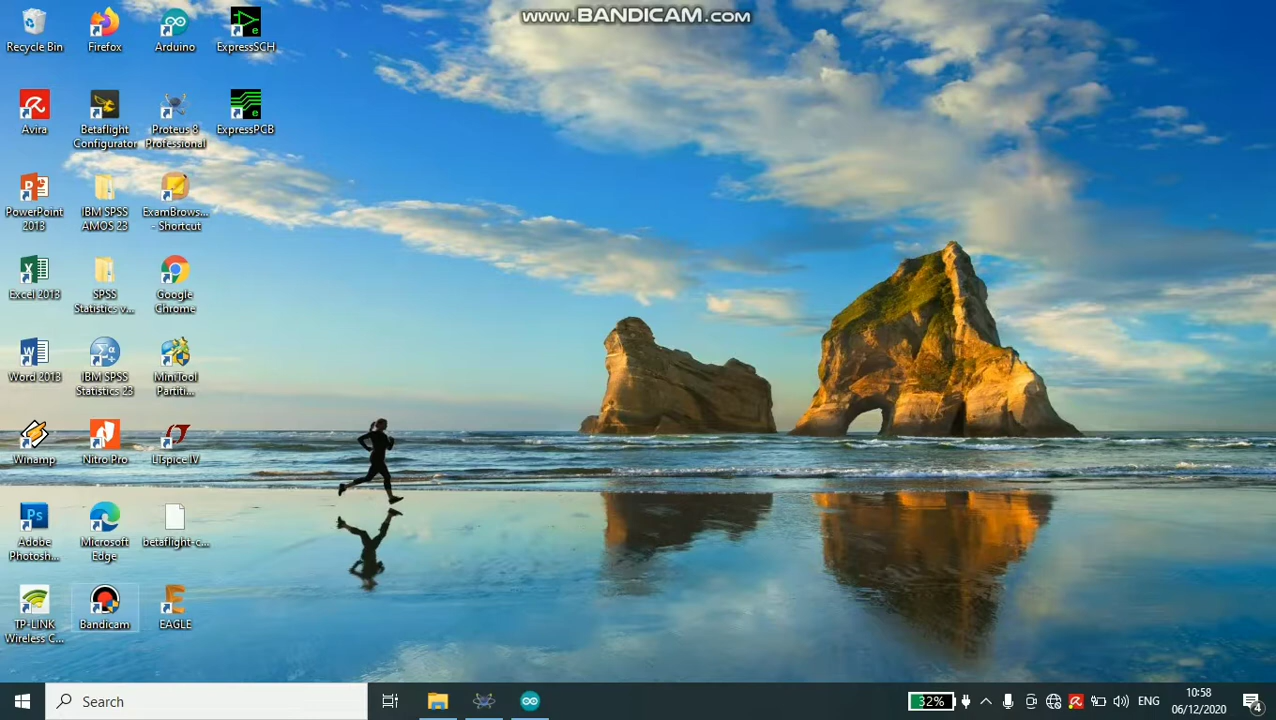 WWW.BANDICAM.COM
Recycle Bin
Firefox
Arduino
ExpressSCH
Avira
Betaflight
Configurator
Proteus 8
Professional
ExpressPCB
PowerPoint
2013
IBM SPSS
AMOS 23
ExamBrows...
- Shortcut
Excel 2013
SPSS
Statistics v...
Google
Chrome
Word 2013
IBM SPSS
Statistics 23
MiniTool
Partiti...
Winamp
Nitro Pro
LTspice IV
Adobe
Photosh...
Microsoft
Edge
betaflight-c...
TP-LINK
Wireless C...
Bandicam
EAGLE
Search
32%
ENG
10:58
06/12/2020
4